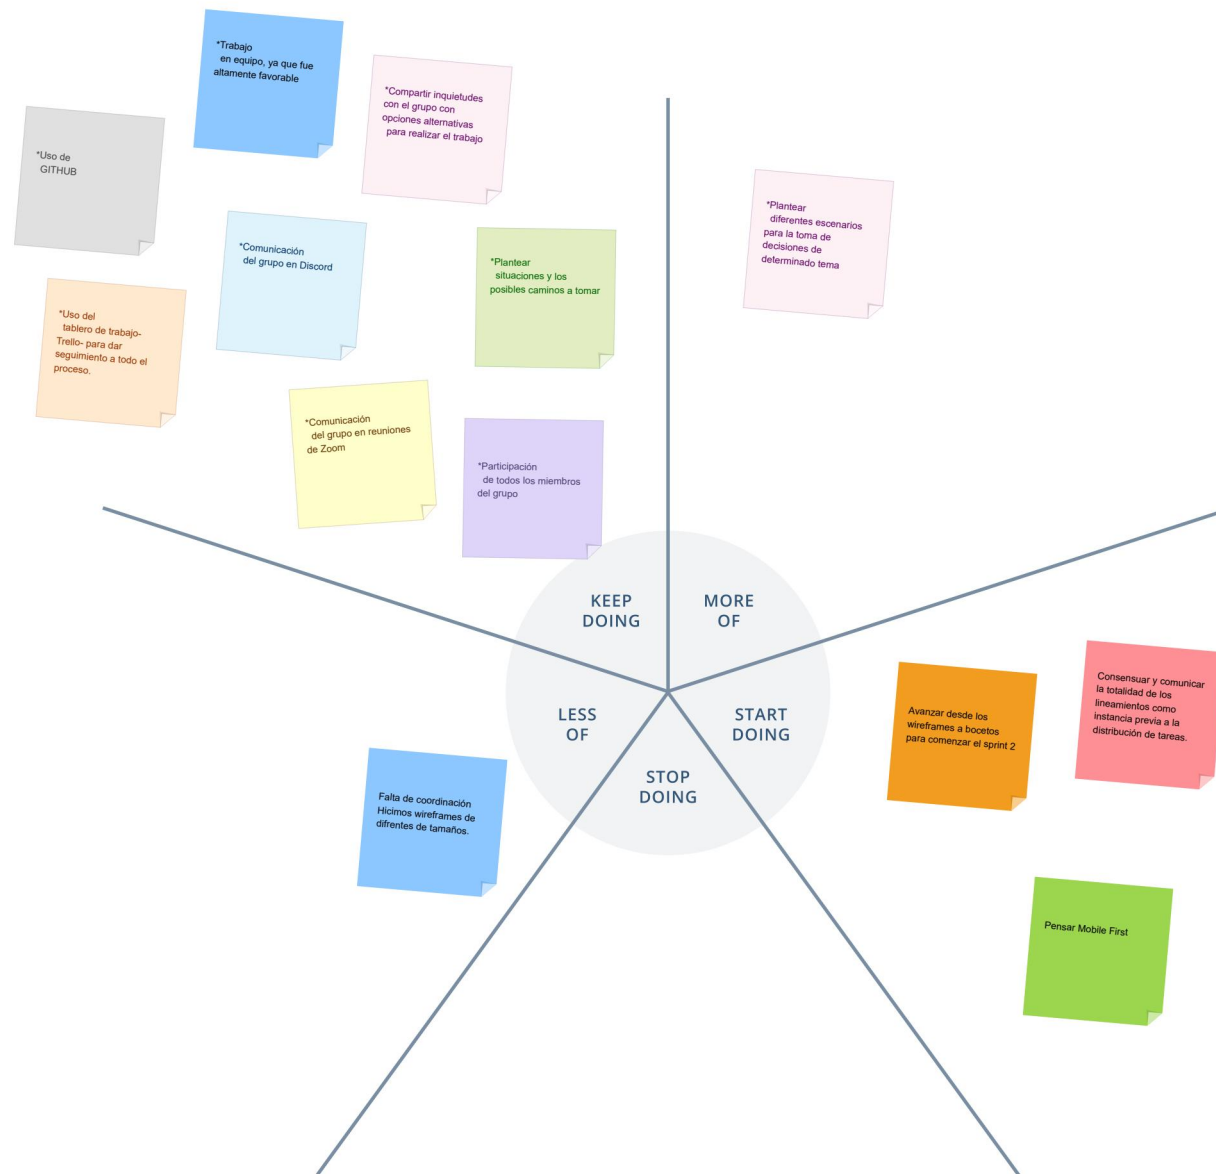 *Trabajo
en equipo, ya que fue
altamente favorable
*Compartir inquietudes
con el grupo con
opciones alternativas
para realizar el trabajo
*Uso de
GITHUB
*Comunicación
del grupo en Discord
*Plantear
situaciones y los
posibles caminos a tomar
*Uso del
tablero de trabajo-
Trello- para dar
seguimiento a todo el
proceso.
*Comunicación
del grupo en reuniones
de Zoom
*Participación
de todos los miembros
del grupo
*Plantear
diferentes escenarios
para la toma de
decisiones de
determinado tema
KEEP
DOING
MORE
OF
LESS
OF
START
DOING
STOP
DOING
Avanzar desde los
wireframes a bocetos
para comenzar el sprint 2
Consensuar y comunicar
la totalidad de los
lineamientos como
instancia previa a la
distribución de tareas.
Falta de coordinación
Hicimos wireframes de
difrentes de tamaños.
Pensar Mobile First